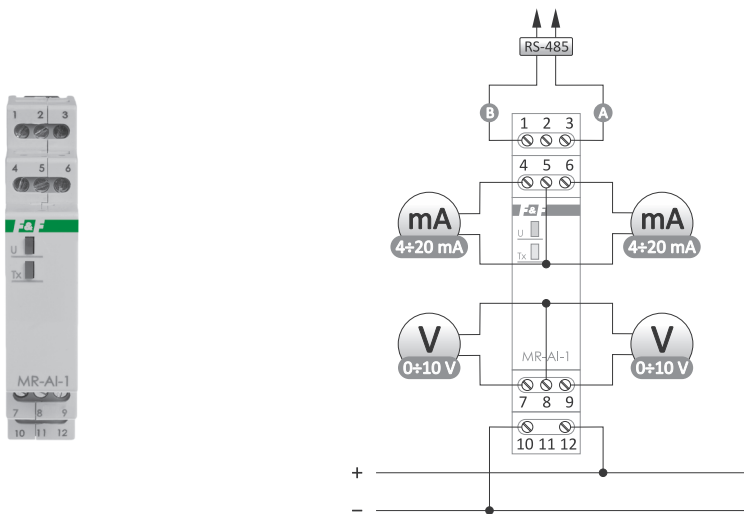 1 2 3
4 5 6
F&F
U
Tx
MR-AI-1
7 8 9
10 11 12
RS-485
B A
1 2 3
4 5 6
F&F
mA
4÷20 mA
U
Tx
mA
4÷20 mA
V
0÷10 V
MR-AI-1
V
0÷10 V
7 8 9
10 11 12
+
−